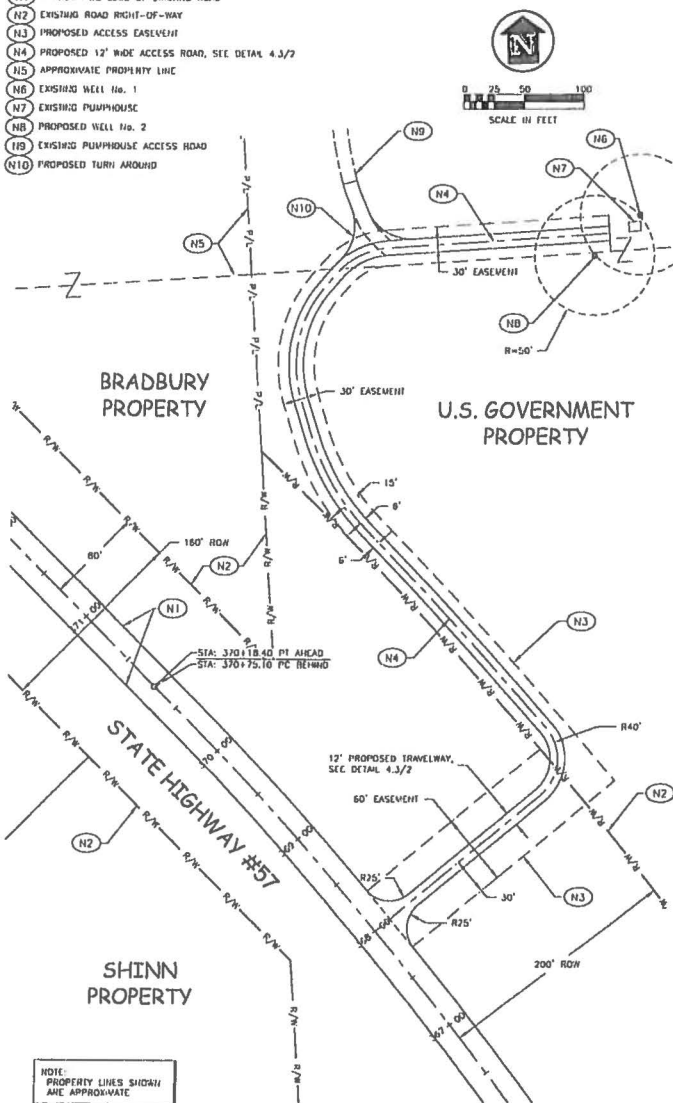 N2 EXISTING ROAD RIGHT-OF-WAY
N3 PROPOSED ACCESS EASEMENT
N4 PROPOSED 12' WIDE ACCESS ROAD, SEE DETAIL 4.3/2
N5 APPROXIMATE PROPERTY LINE
N6 EXISTING WELL No. 1
N7 EXISTING PUMPHOUSE
N8 PROPOSED WELL No. 2
N9 EXISTING PUMPHOUSE ACCESS ROAD
N10 PROPOSED TURN AROUND
N
0 25 50 100
SCALE IN FEET
N9
N6
N7
N4
N10
P/L
N5
30' EASEMENT
P/L
N8
R=50'
P/L
BRADBURY
PROPERTY
P/L
30' EASEMENT
U.S. GOVERNMENT
PROPERTY
P/L
R/W
R/W
R/W
R/W
15'
R/W
6'
80'
160' ROW
R/W
R/W
6'
R/W
N2
R/W
371+00
N1
R/W
R/W
R/W
N3
R/W
N4
STA: 370+18.40 PT AHEAD
STA: 370+75.10 PC BEHIND
R/W
R/W
R/W
R/W
R40'
STATE HIGHWAY #57
370+00
12' PROPOSED TRAVELWAY,
SEE DETAIL 4.3/2
R/W
R/W
N2
60' EASEMENT
R/W
N2
R/W
R25'
30'
N3
R/W
R25'
200' ROW
SHINN
PROPERTY
R/W
367+00
R/W
NOTE:
PROPERTY LINES SHOWN
ARE APPROXIMATE